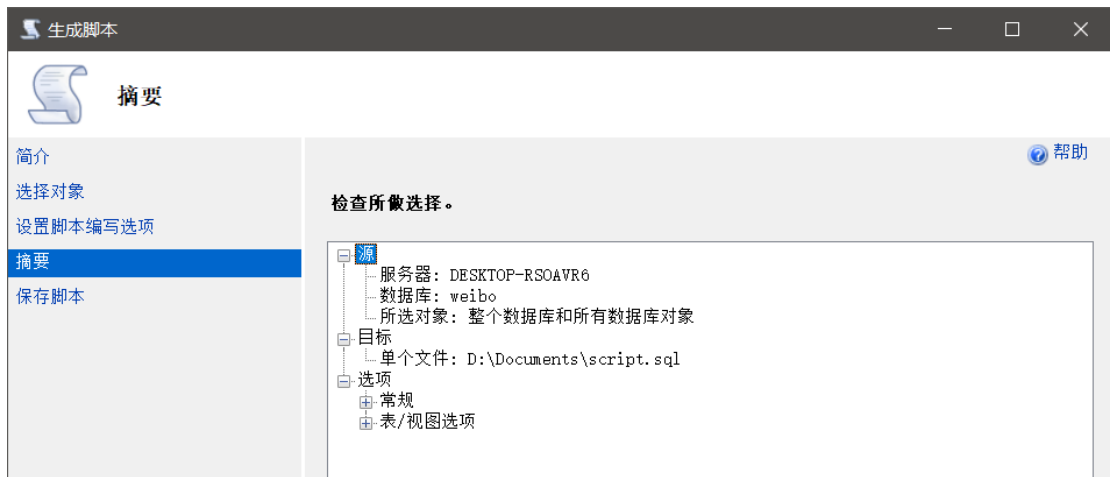 生成脚本
摘要
简介
选择对象
设置脚本编写选项
摘要
保存脚本
帮助
检查所做选择。
源
服务器: DESKTOP-RSOAVR6
数据库: weibo
所选对象: 整个数据库和所有数据库对象
目标
单个文件: D:\Documents\script.sql
选项
常规
表/视图选项